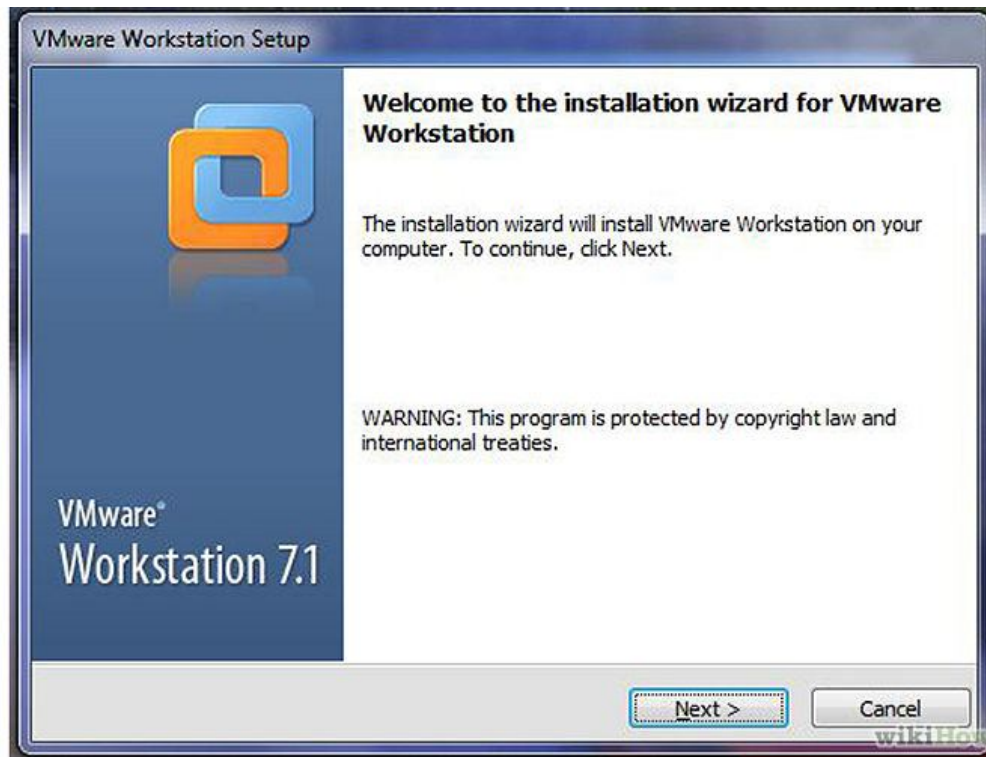 VMware Workstation Setup
Welcome to the installation wizard for VMware
Workstation
The installation wizard will install VMware Workstation on your
computer. To continue, click Next.
WARNING: This program is protected by copyright law and
international treaties.
VMware®
Workstation 7.1
Next >
Cancel
wikiHow